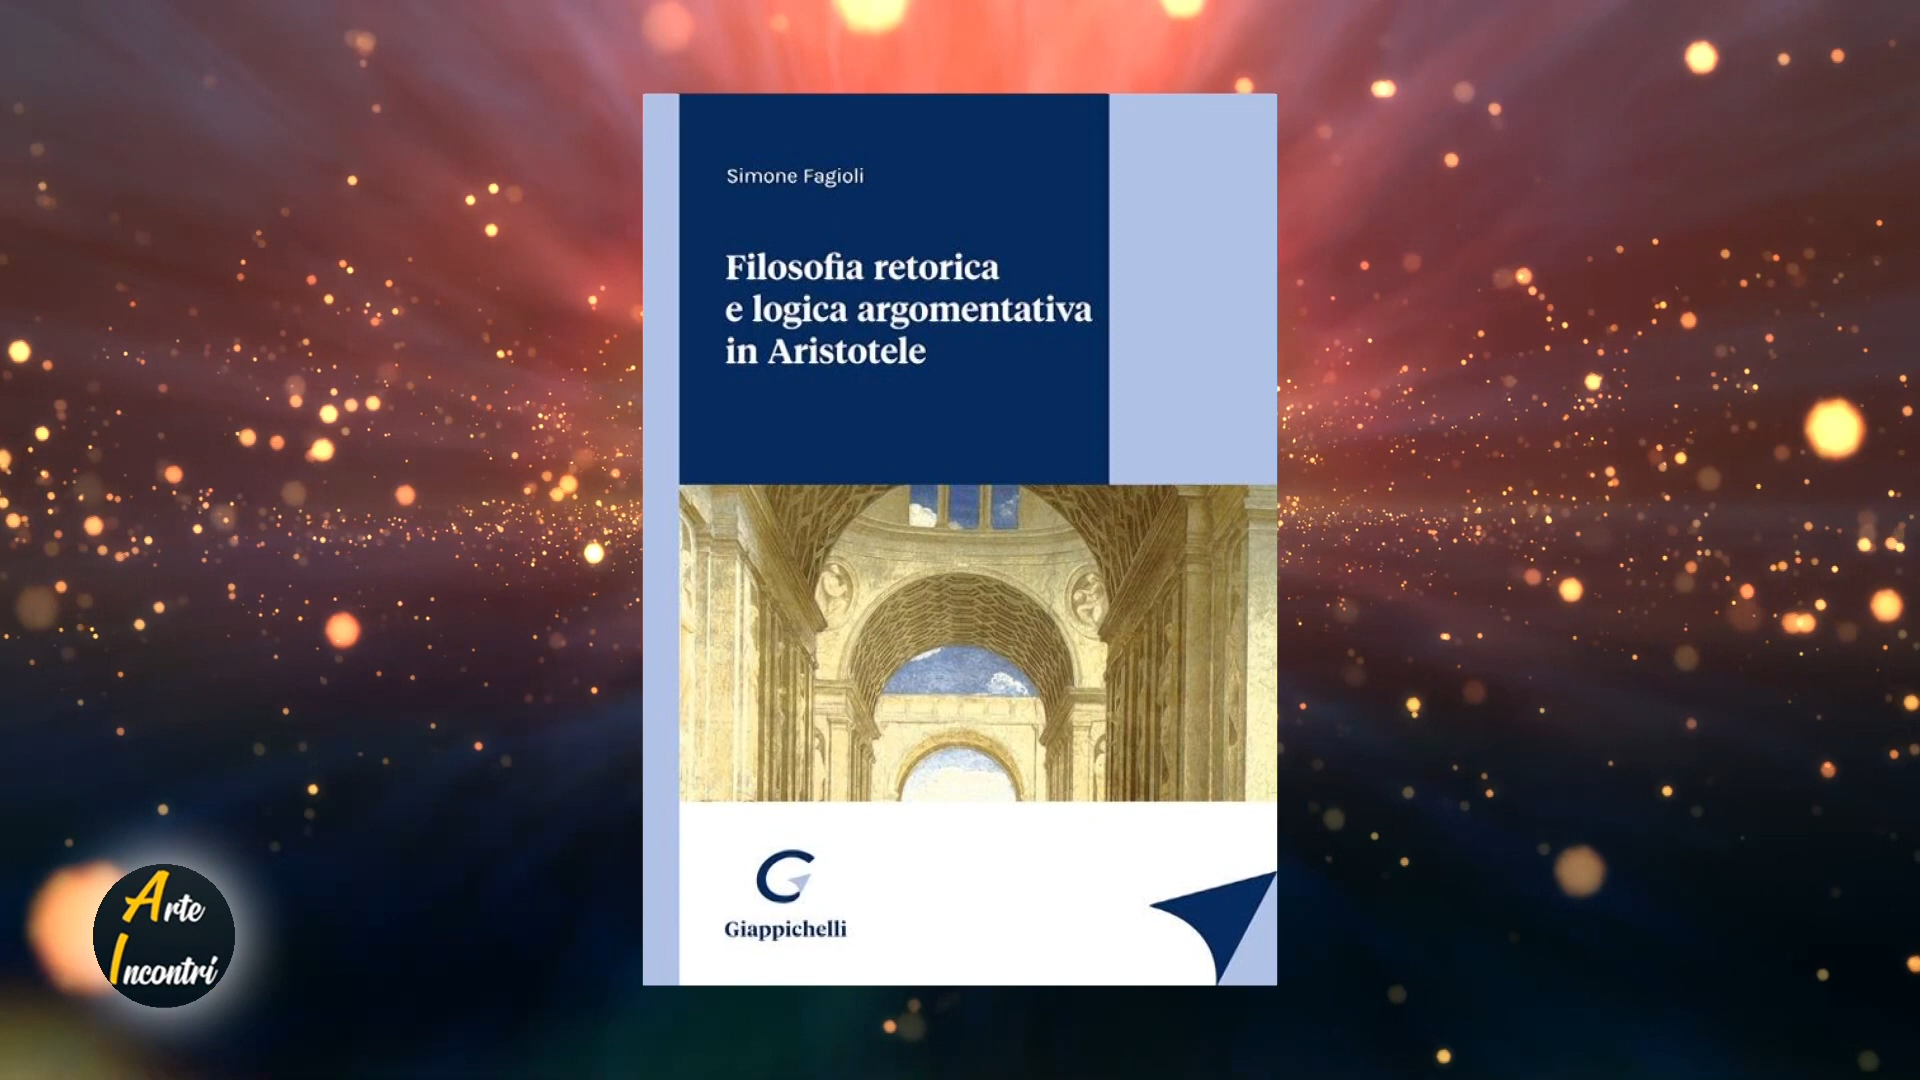 Simone Fagioli
Filosofia retorica
e logica argomentativa
in Aristotele
Giappichelli
Arte
Incontri